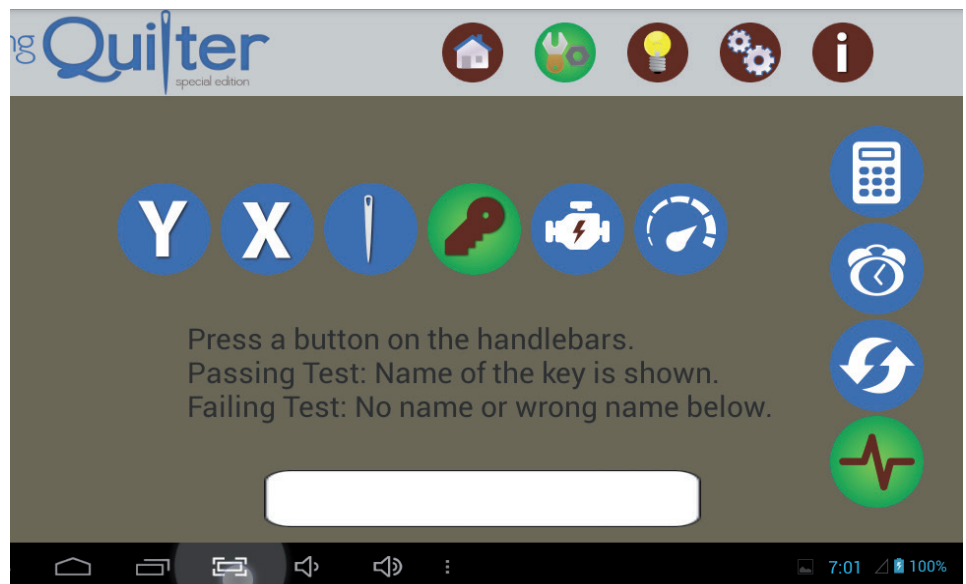 ng Quilter
special edition
Y X
Press a button on the handlebars.
Passing Test: Name of the key is shown.
Failing Test: No name or wrong name below.
7:01 100%